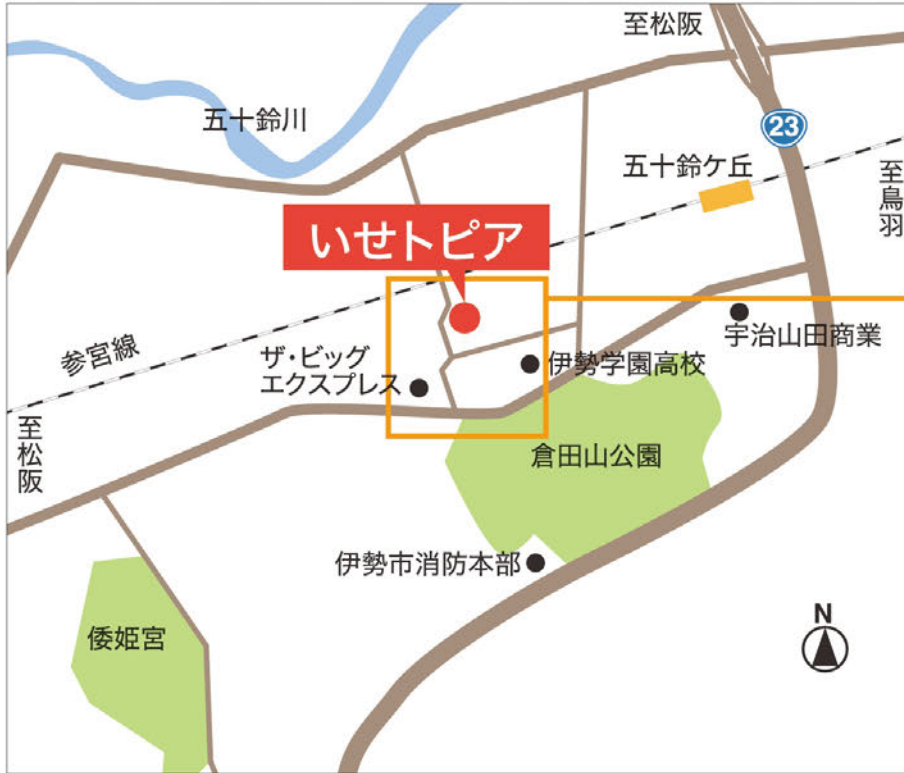 至松阪
五十鈴川
23
五十鈴ケ丘
至鳥羽
いせトピア
宇治山田商業
参宮線
ザ・ビッグ
エクスプレス
伊勢学園高校
至松阪
倉田山公園
伊勢市消防本部
倭姫宮
N